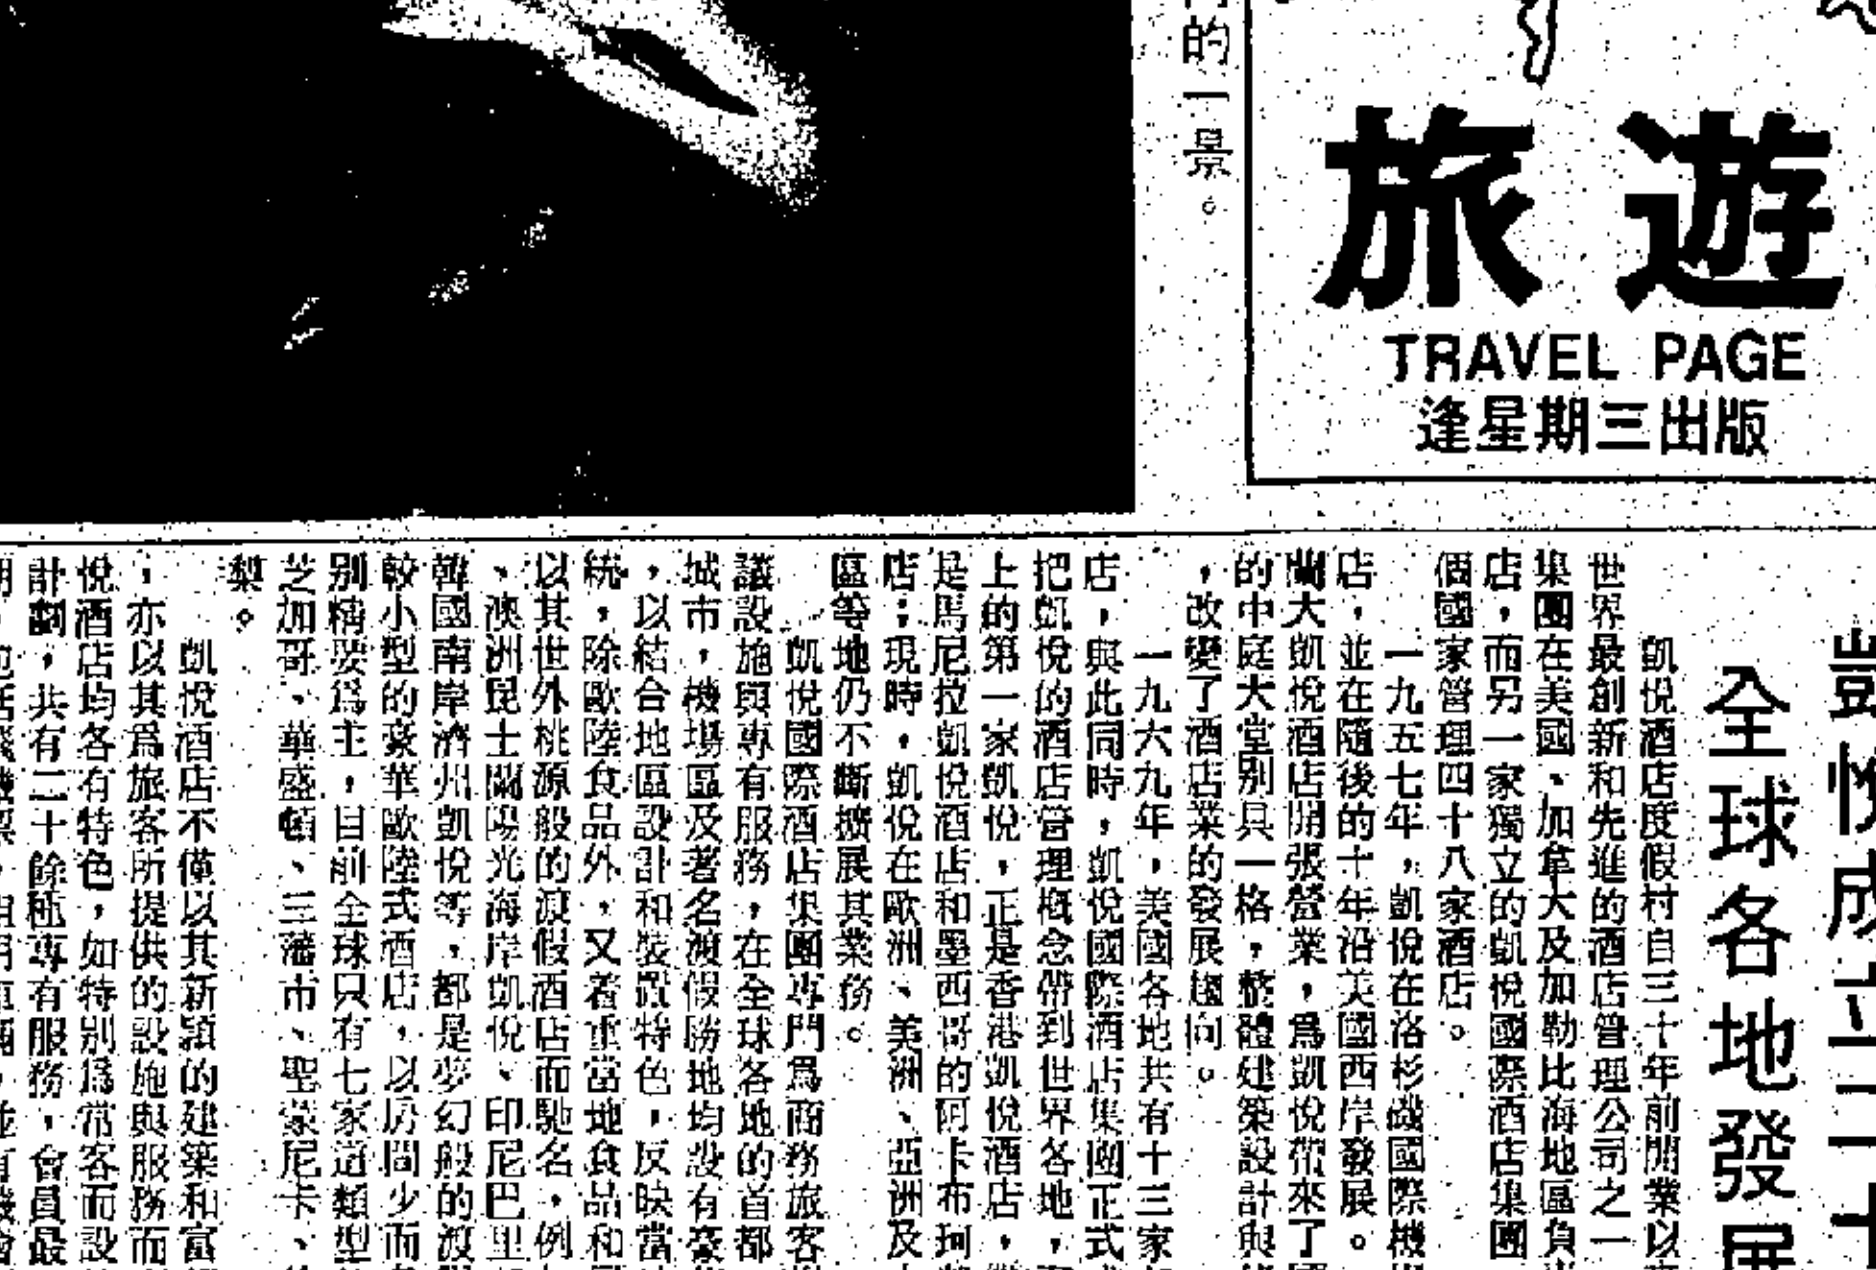 的一景。
旅遊
TRAVEL PAGE
逢星期三出版
凱悅成立三十
全球各地發展
凱悅酒店度假村自三十年前開業以來
世界最創新和先進的酒店管理公司之一
集團在美國、加拿大及加勒比海地區負
店，而另一家獨立的凱悅國際酒店集團
個國家管理四十八家酒店。
一九五七年，凱悅在洛杉磯國際機
店，並在隨後的十年沿美國西岸發展。
蘭大凱悅酒店開張營業，爲凱悅帶來了
的中庭大堂別具一格，整體建築設計與
，改變了酒店業的發展趨向。
一九六九年，美國各地共有十三家
店，與此同時，凱悅國際酒店集團正式
把凱悅的酒店管理概念帶到世界各地，
上的第一家凱悅，正是香港凱悅酒店，
是馬尼拉凱悅酒店和墨西哥的阿卡布珂
店；現時，凱悅在歐洲、美洲、亞洲及
區等地仍不斷擴展其業務。
凱悅國際酒店集團專門爲商務旅客
議設施與專有服務，在全球各地的首都
城市，機場區及著名渡假勝地均設有豪
，以結合地區設計和裝置特色，反映當
統，除歐陸食品外，又着重當地食品和
以其世外桃源般的渡假酒店而馳名，例
、澳洲昆士蘭陽光海岸凱悅、印尼巴里
韓國南岸濟州凱悅等，都是夢幻般的渡
較小型的豪華歐陸式酒店，以房間少而
別精要爲主，目前全球只有七家這類型
芝加哥、華盛頓、三藩市、聖蒙尼卡、
梨。
凱悅酒店不僅以其新穎的建築和富
，亦以其爲旅客所提供的設施與服務而
悅酒店均各有特色，如特別爲常客而設
計劃，共有二十餘種專有服務，會員最